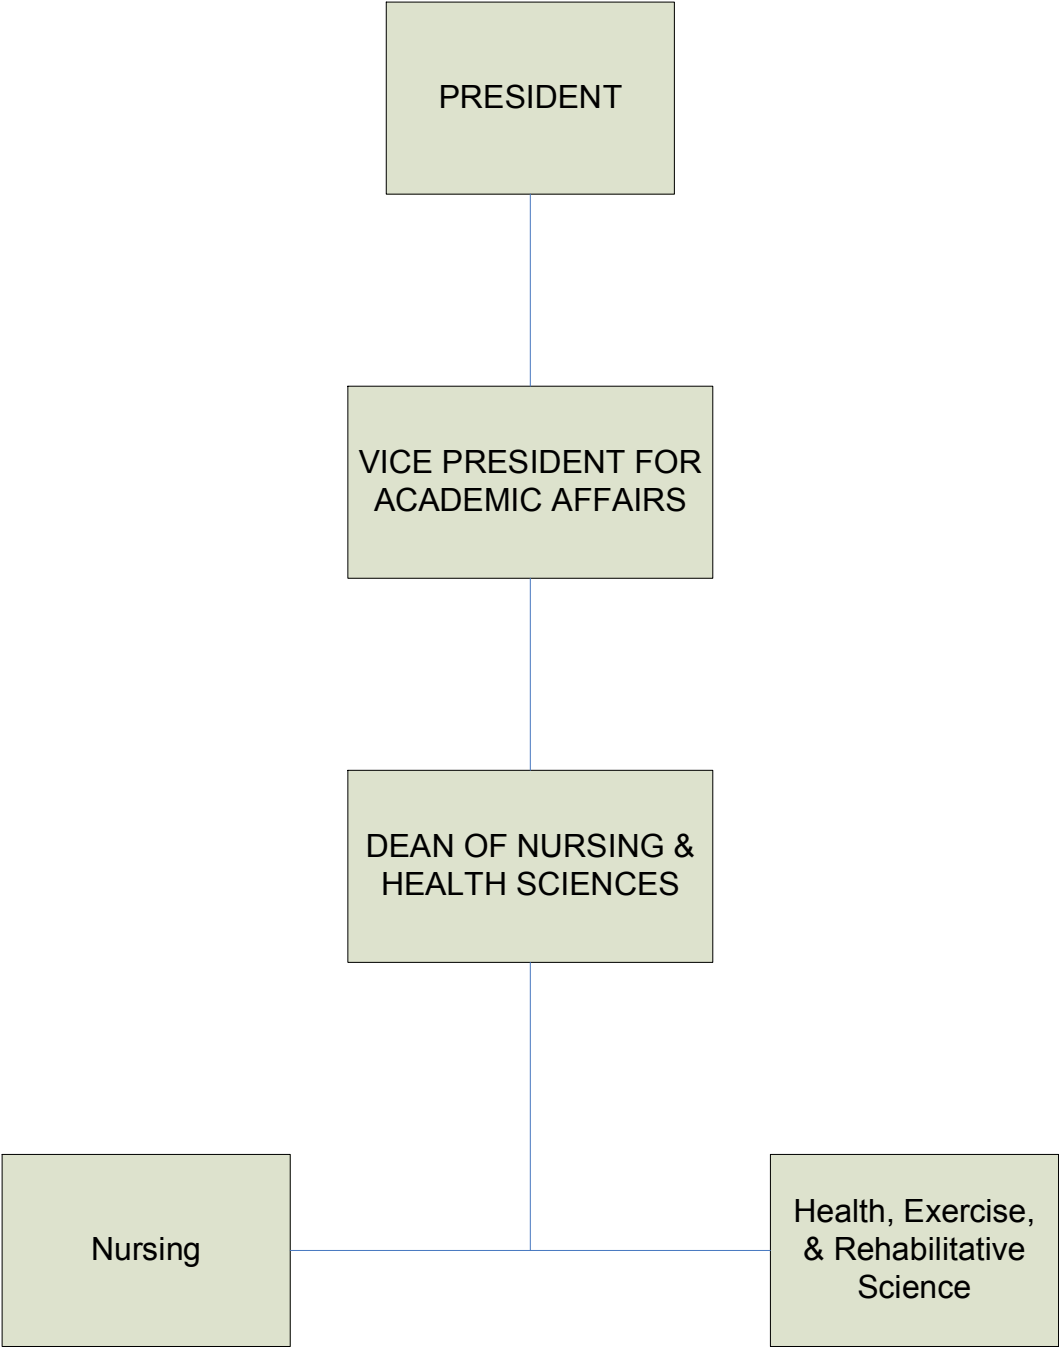 PRESIDENT
VICE PRESIDENT FOR
ACADEMIC AFFAIRS
DEAN OF NURSING &
HEALTH SCIENCES
Nursing
Health, Exercise,
& Rehabilitative
Science